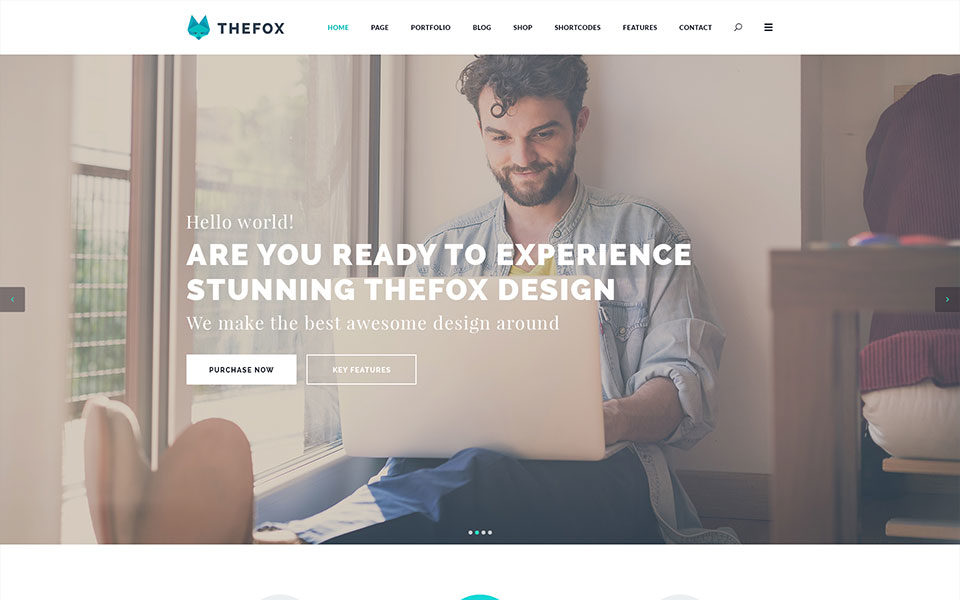 THEFOX
HOME PAGE PORTFOLIO BLOG SHOP SHORTCODES FEATURES CONTACT
Hello world!
ARE YOU READY TO EXPERIENCE
STUNNING THEFOX DESIGN
We make the best awesome design around
PURCHASE NOW KEY FEATURES